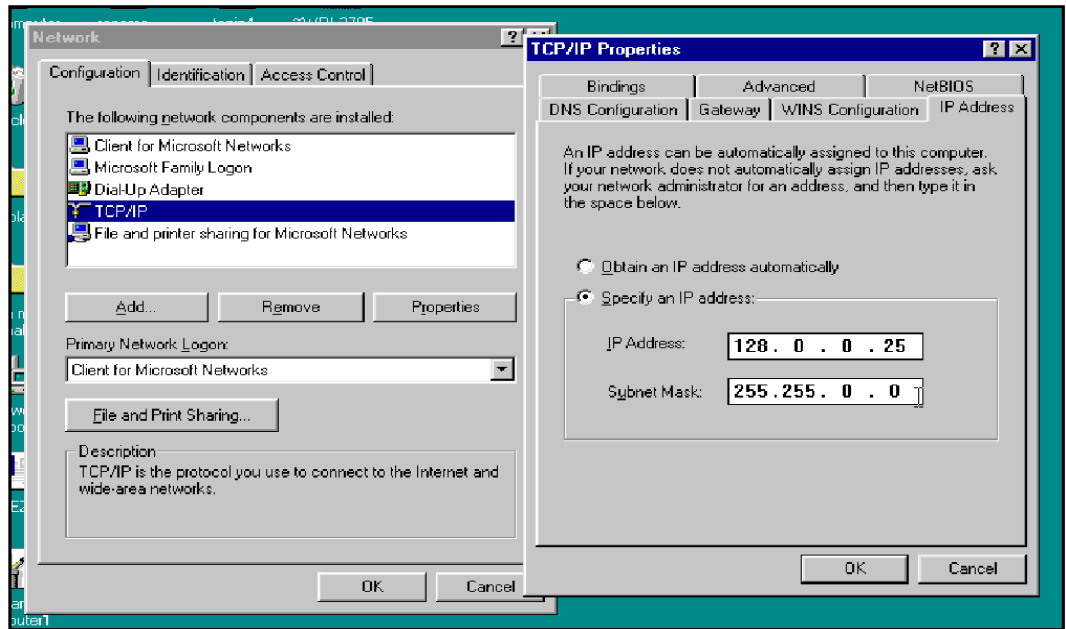 Network
Configuration
Identification
Access Control
The following network components are installed:
Client for Microsoft Networks
Microsoft Family Logon
Dial-Up Adapter
TCP/IP
File and printer sharing for Microsoft Networks
Add...
Remove
Properties
Primary Network Logon:
Client for Microsoft Networks
File and Print Sharing...
Description
TCP/IP is the protocol you use to connect to the Internet and
wide-area networks.
OK
Cancel
TCP/IP Properties
Bindings
Advanced
NetBIOS
DNS Configuration
Gateway
WINS Configuration
IP Address
An IP address can be automatically assigned to this computer.
If your network does not automatically assign IP addresses, ask
your network administrator for an address, and then type it in
the space below.
Obtain an IP address automatically
Specify an IP address:
IP Address:
128. 0 . 0 . 25
Subnet Mask:
255.255. 0 . 0
OK
Cancel